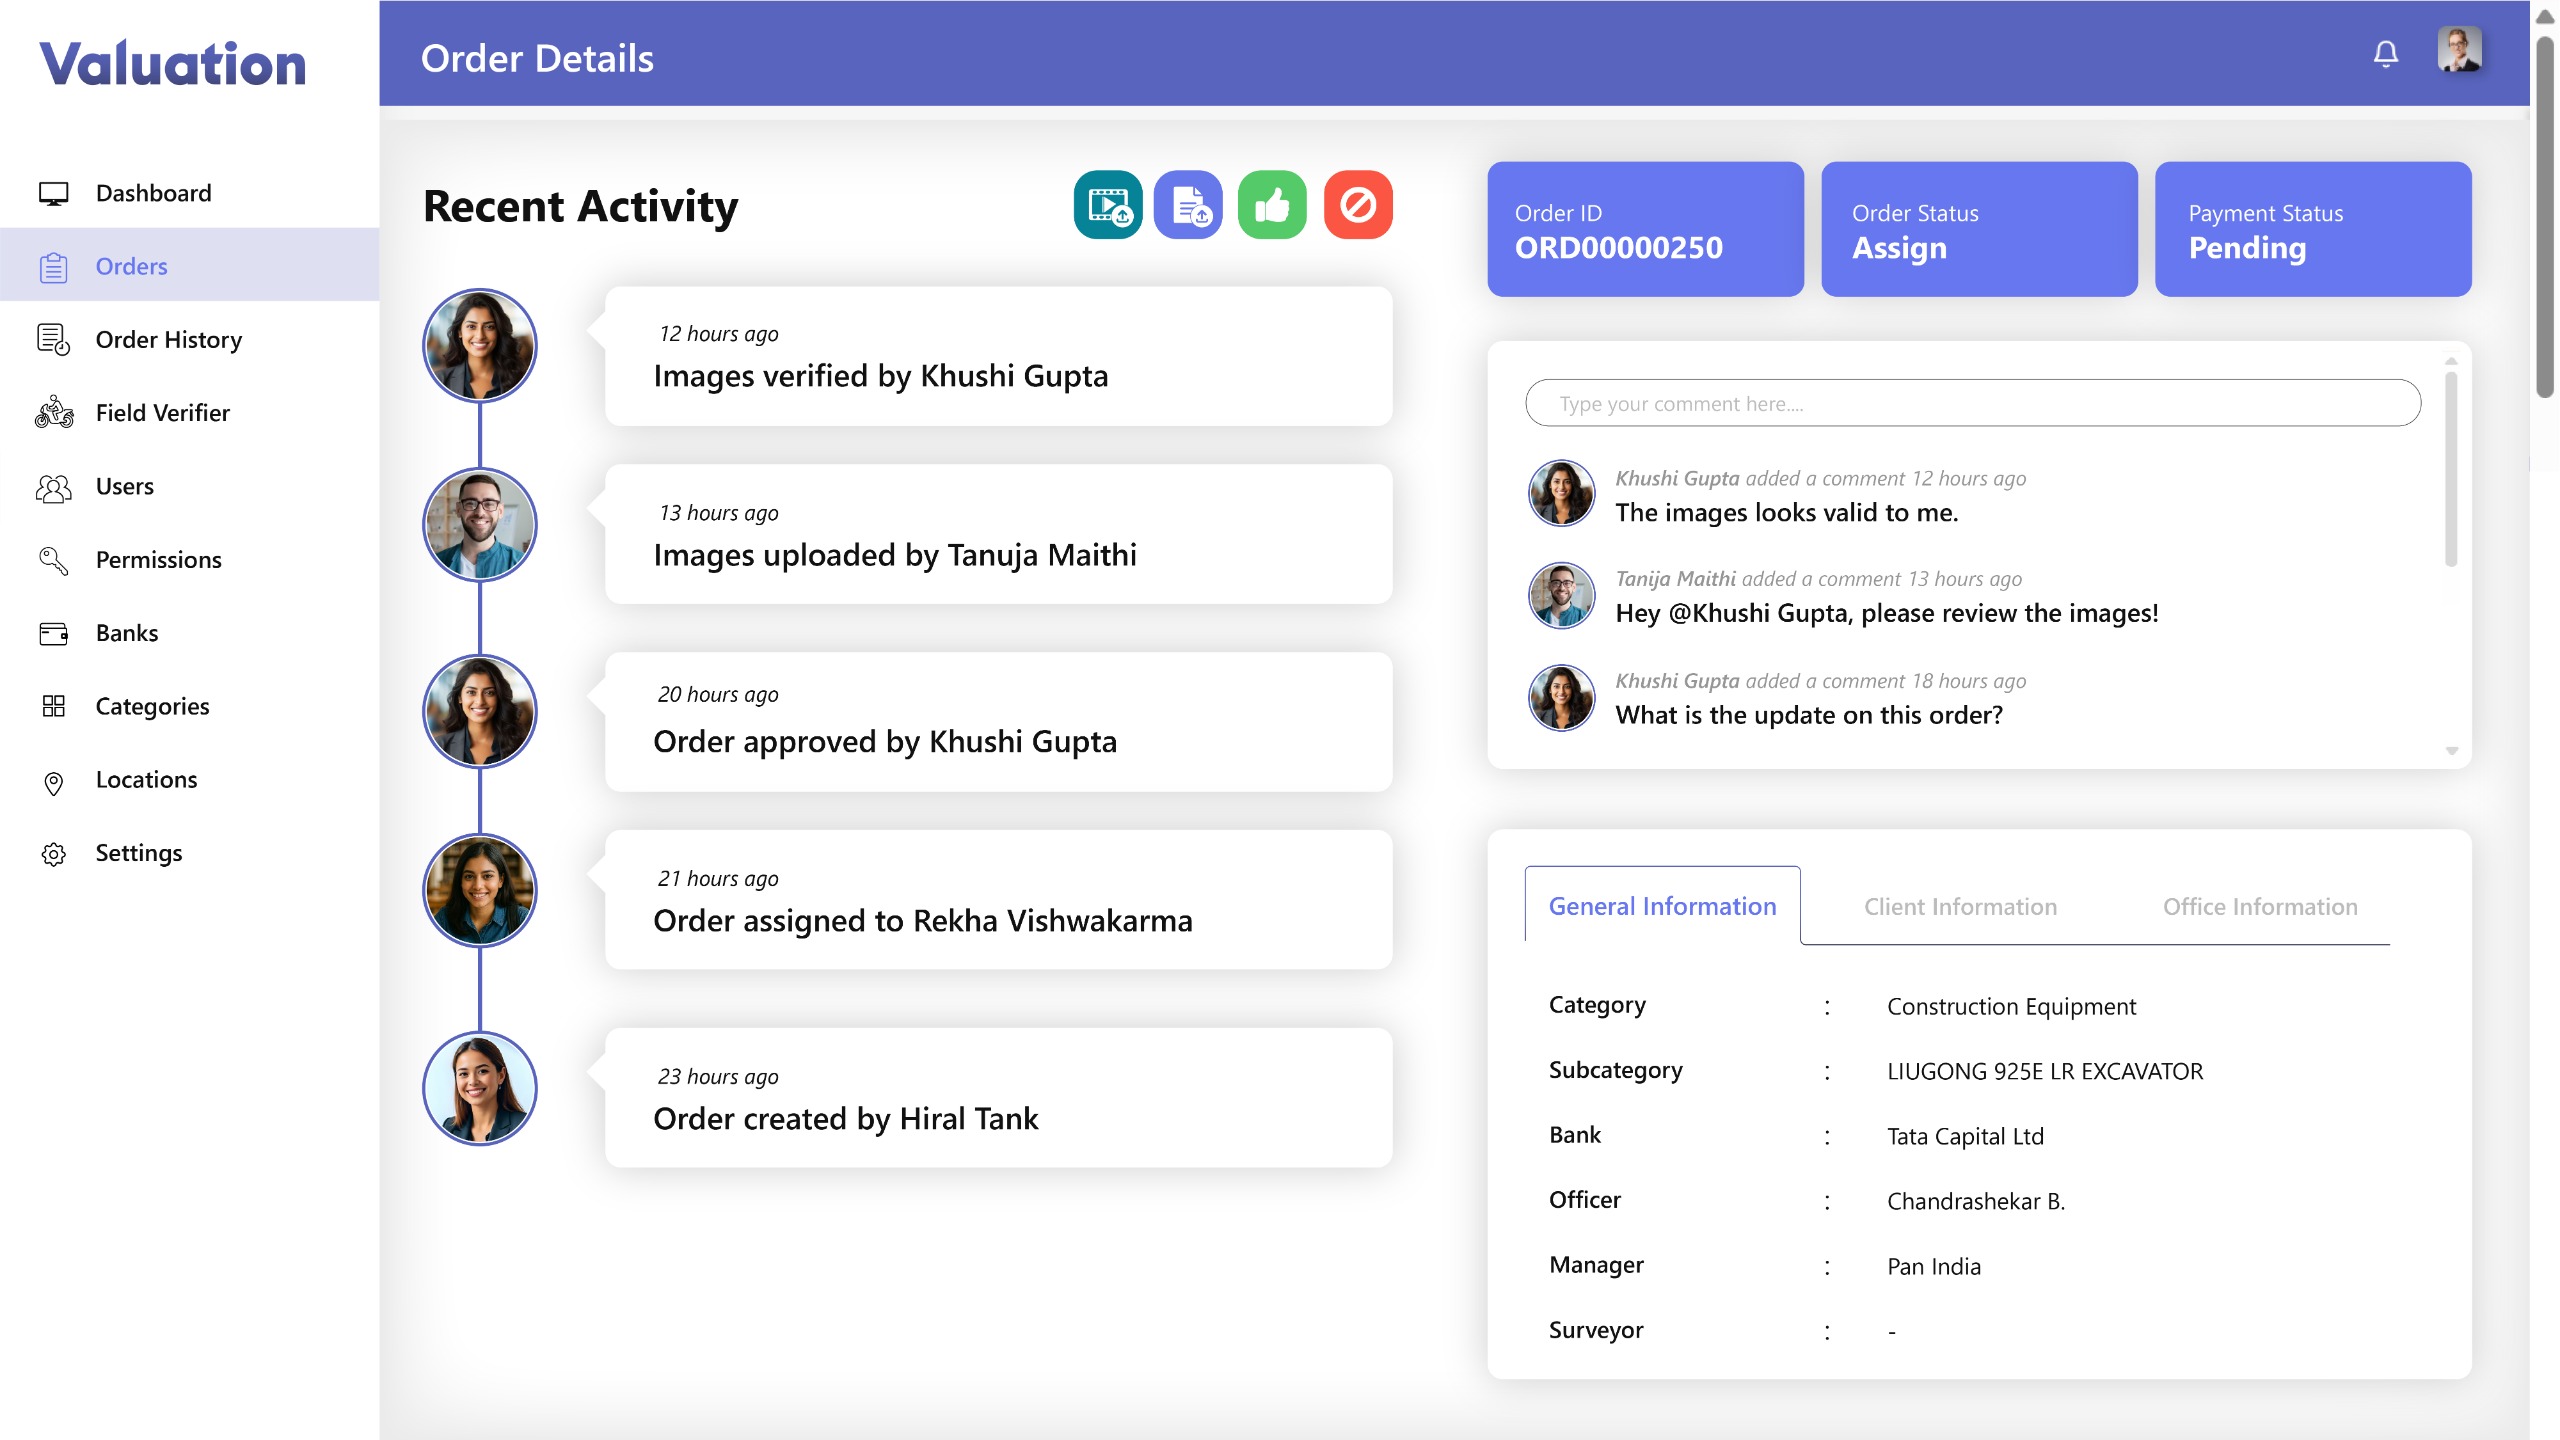 Valuation
Dashboard
Orders
Order History
Field Verifier
Users
Permissions
Banks
Categories
Locations
Settings
Order Details
Recent Activity
12 hours ago
Images verified by Khushi Gupta
13 hours ago
Images uploaded by Tanuja Maithi
20 hours ago
Order approved by Khushi Gupta
21 hours ago
Order assigned to Rekha Vishwakarma
23 hours ago
Order created by Hiral Tank
Order ID
ORD00000250
Order Status
Assign
Payment Status
Pending
Type your comment here....
Khushi Gupta added a comment 12 hours ago
The images looks valid to me.
Tanija Maithi added a comment 13 hours ago
Hey @Khushi Gupta, please review the images!
Khushi Gupta added a comment 18 hours ago
What is the update on this order?
General Information Client Information Office Information
Category : Construction Equipment
Subcategory : LIUGONG 925E LR EXCAVATOR
Bank : Tata Capital Ltd
Officer : Chandrashekar B.
Manager : Pan India
Surveyor : -